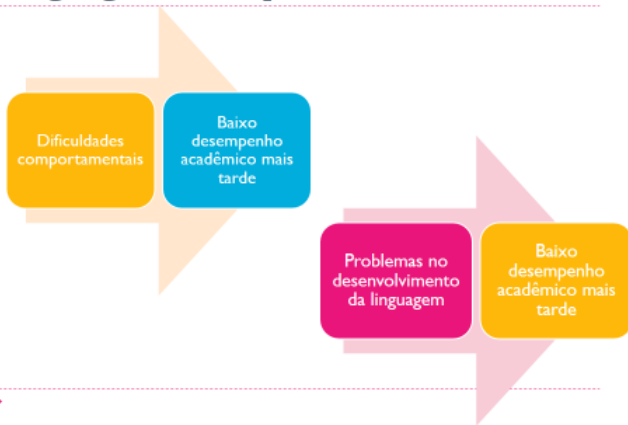 Dificuldades
comportamentais
Baixo
desempenho
acadêmico mais
tarde
Problemas no
desenvolvimento
da linguagem
Baixo
desempenho
acadêmico mais
tarde